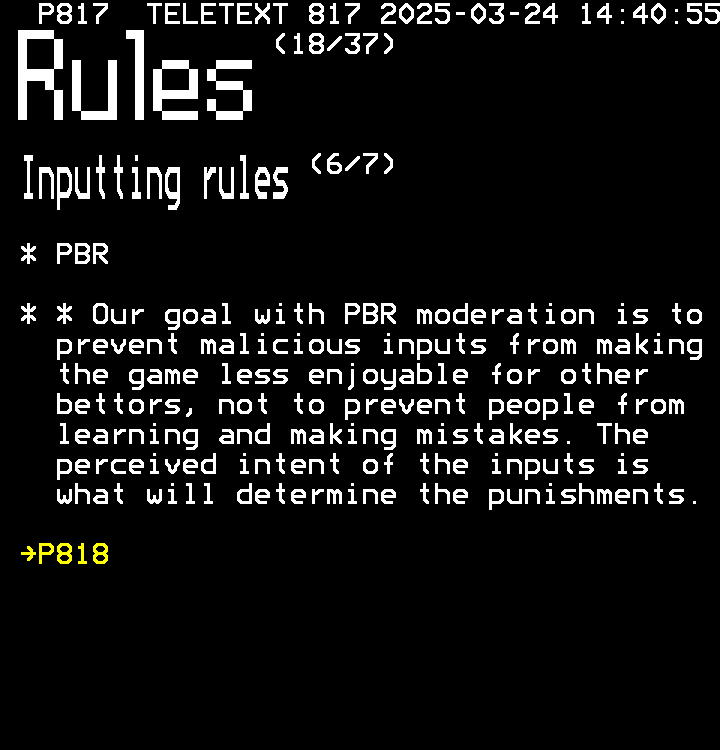 P817 TELETEXT 817 2025-03-24 14:40:55
Rules (18/37)
Inputting rules (6/7)
* PBR
* * Our goal with PBR moderation is to
prevent malicious inputs from making
the game less enjoyable for other
bettors, not to prevent people from
learning and making mistakes. The
perceived intent of the inputs is
what will determine the punishments.
→P818